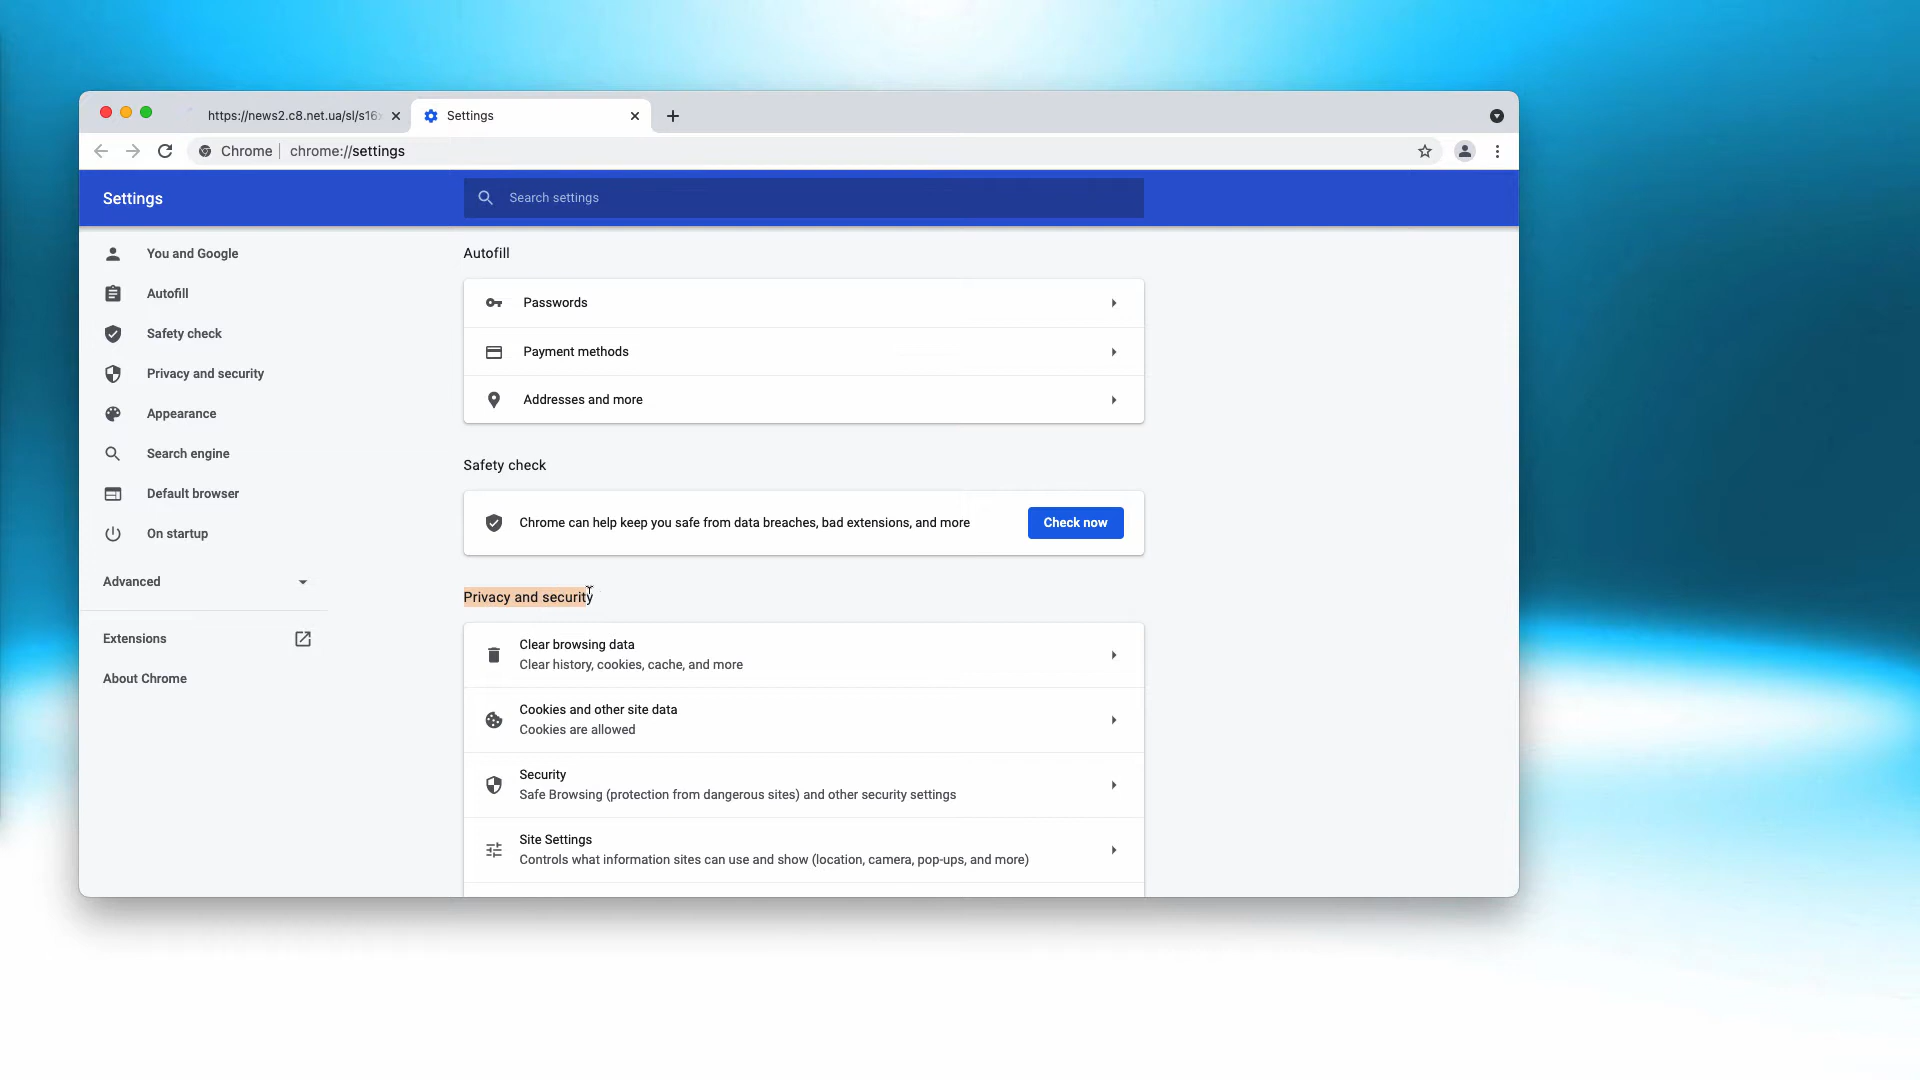 https://news2.c8.net.ua/sl/s16
Settings
Chrome
chrome://settings
Settings
Search settings
You and Google
Autofill
Safety check
Privacy and security
Appearance
Search engine
Default browser
On startup
Advanced
Extensions
About Chrome
Autofill
Passwords
Payment methods
Addresses and more
Safety check
Chrome can help keep you safe from data breaches, bad extensions, and more
Check now
Privacy and security
Clear browsing data
Clear history, cookies, cache, and more
Cookies and other site data
Cookies are allowed
Security
Safe Browsing (protection from dangerous sites) and other security settings
Site Settings
Controls what information sites can use and show (location, camera, pop-ups, and more)